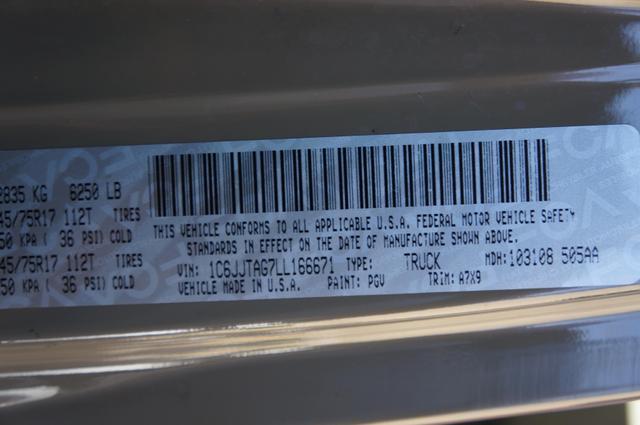 2835 KG 6250 LB
45/75R17 112T TIRES
50 KPA ( 36 PSI) COLD
45/75R17 112T TIRES
50 KPA ( 36 PSI) COLD
THIS VEHICLE CONFORMS TO ALL APPLICABLE U.S.A. FEDERAL MOTOR VEHICLE SAFETY
STANDARDS IN EFFECT ON THE DATE OF MANUFACTURE SHOWN ABOVE.
VIN: 1C6JJTAG7LL166671 TYPE: TRUCK MDH:103108 505AA
VEHICLE MADE IN U.S.A. PAINT: PGV TRIM: A7X9